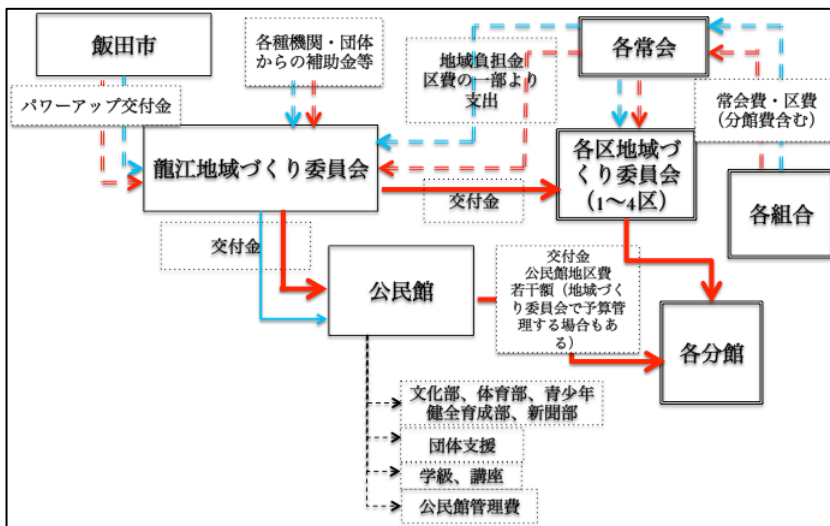 飯田市
各種機関・団体
からの補助金等
地域負担金
区費の一部より
支出
各常会
パワーアップ交付金
常会費・区費
（分館費含む）
龍江地域づくり委員会
各区地域づ
くり委員会
（1〜4区）
各組合
交付金
交付金
公民館
交付金
公民館地区費
若干額（地域づく
り委員会で予算管
理する場合もあ
る）
各分館
文化部、体育部、青少年
健全育成部、新聞部
団体支援
学級、講座
公民館管理費